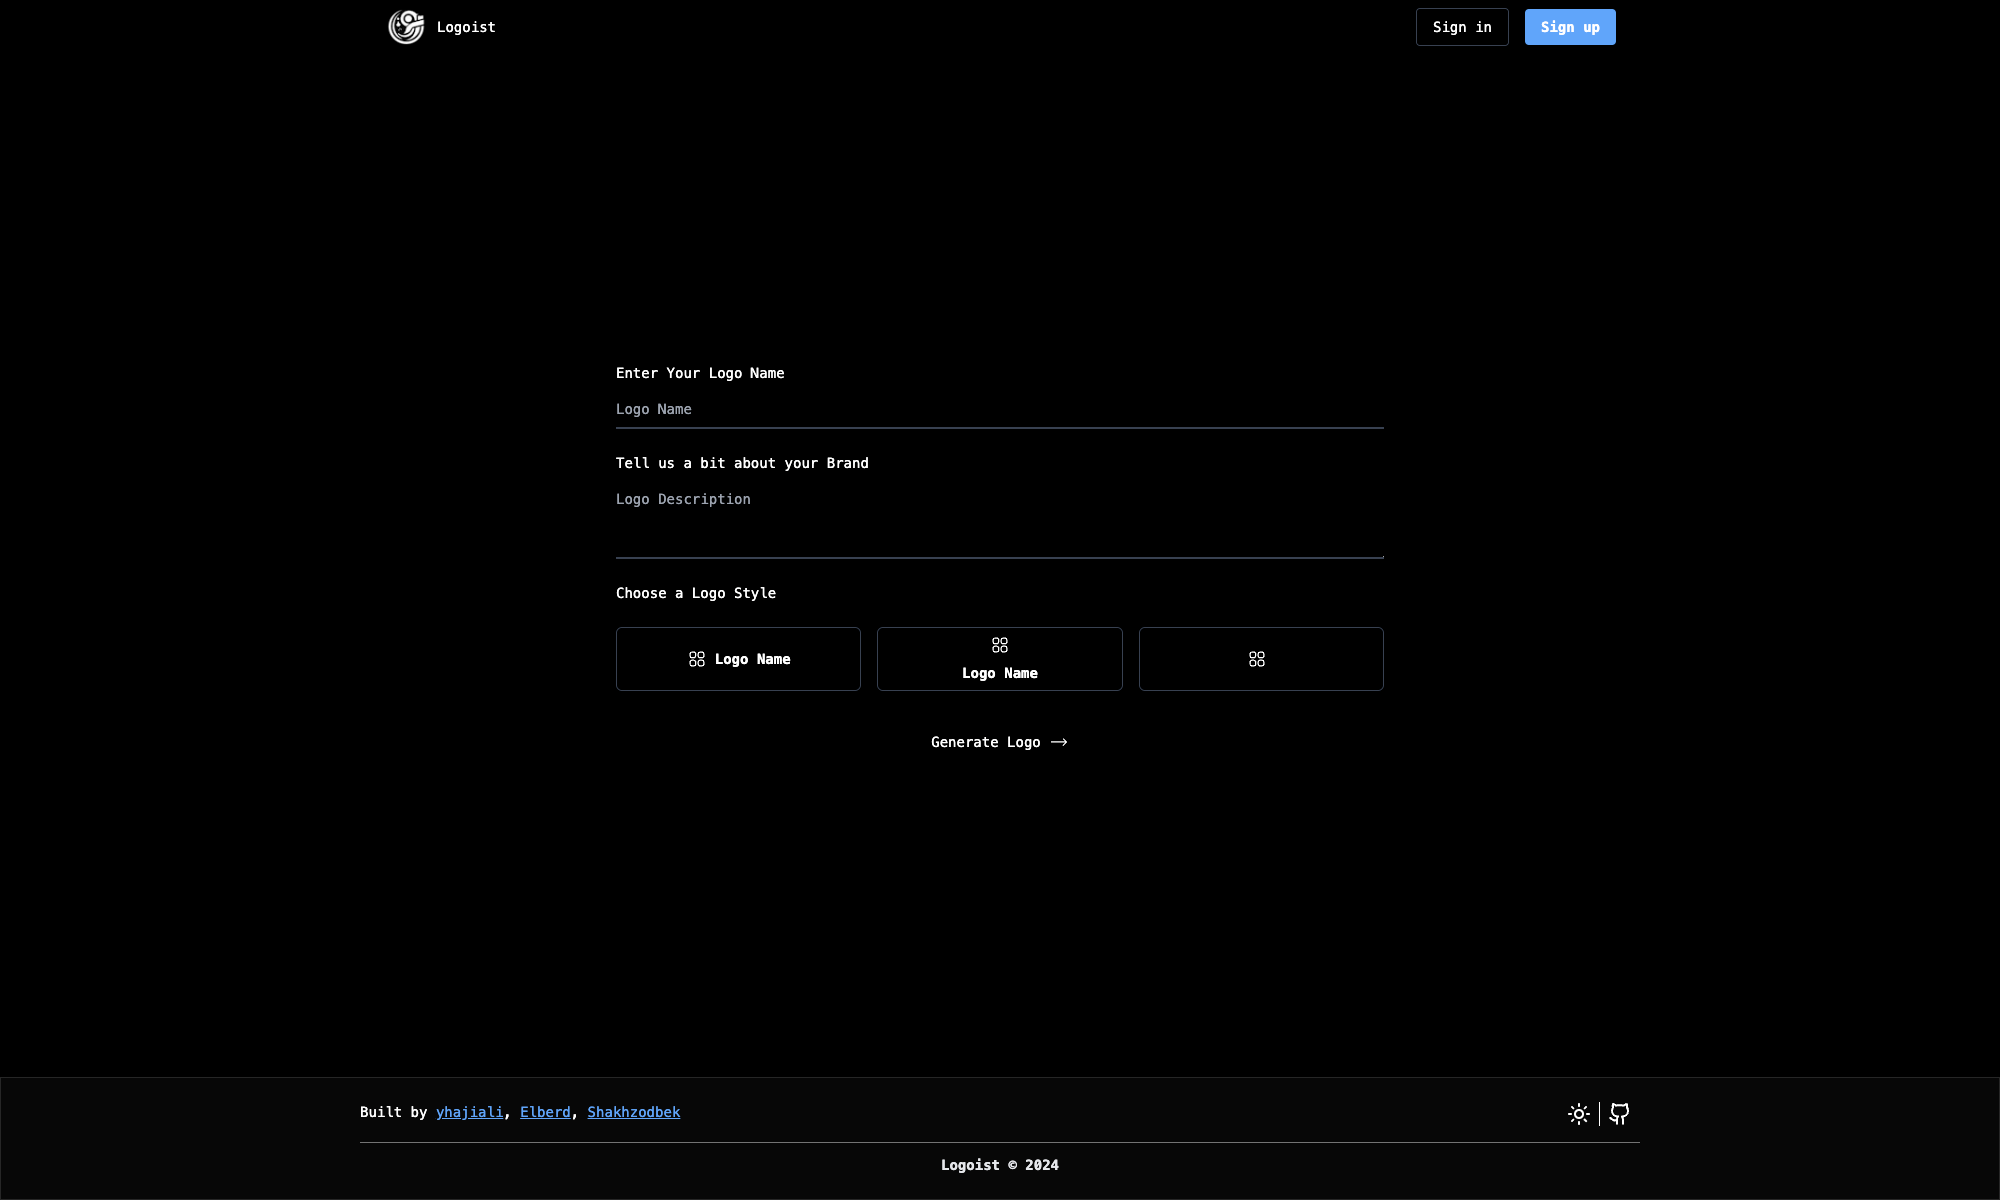 Logoist
Sign in
Sign up
Enter Your Logo Name
Logo Name
Tell us a bit about your Brand
Logo Description
Choose a Logo Style
Logo Name
Logo Name
Generate Logo
Built by yhajiali, Elberd, Shakhzodbek
Logoist © 2024